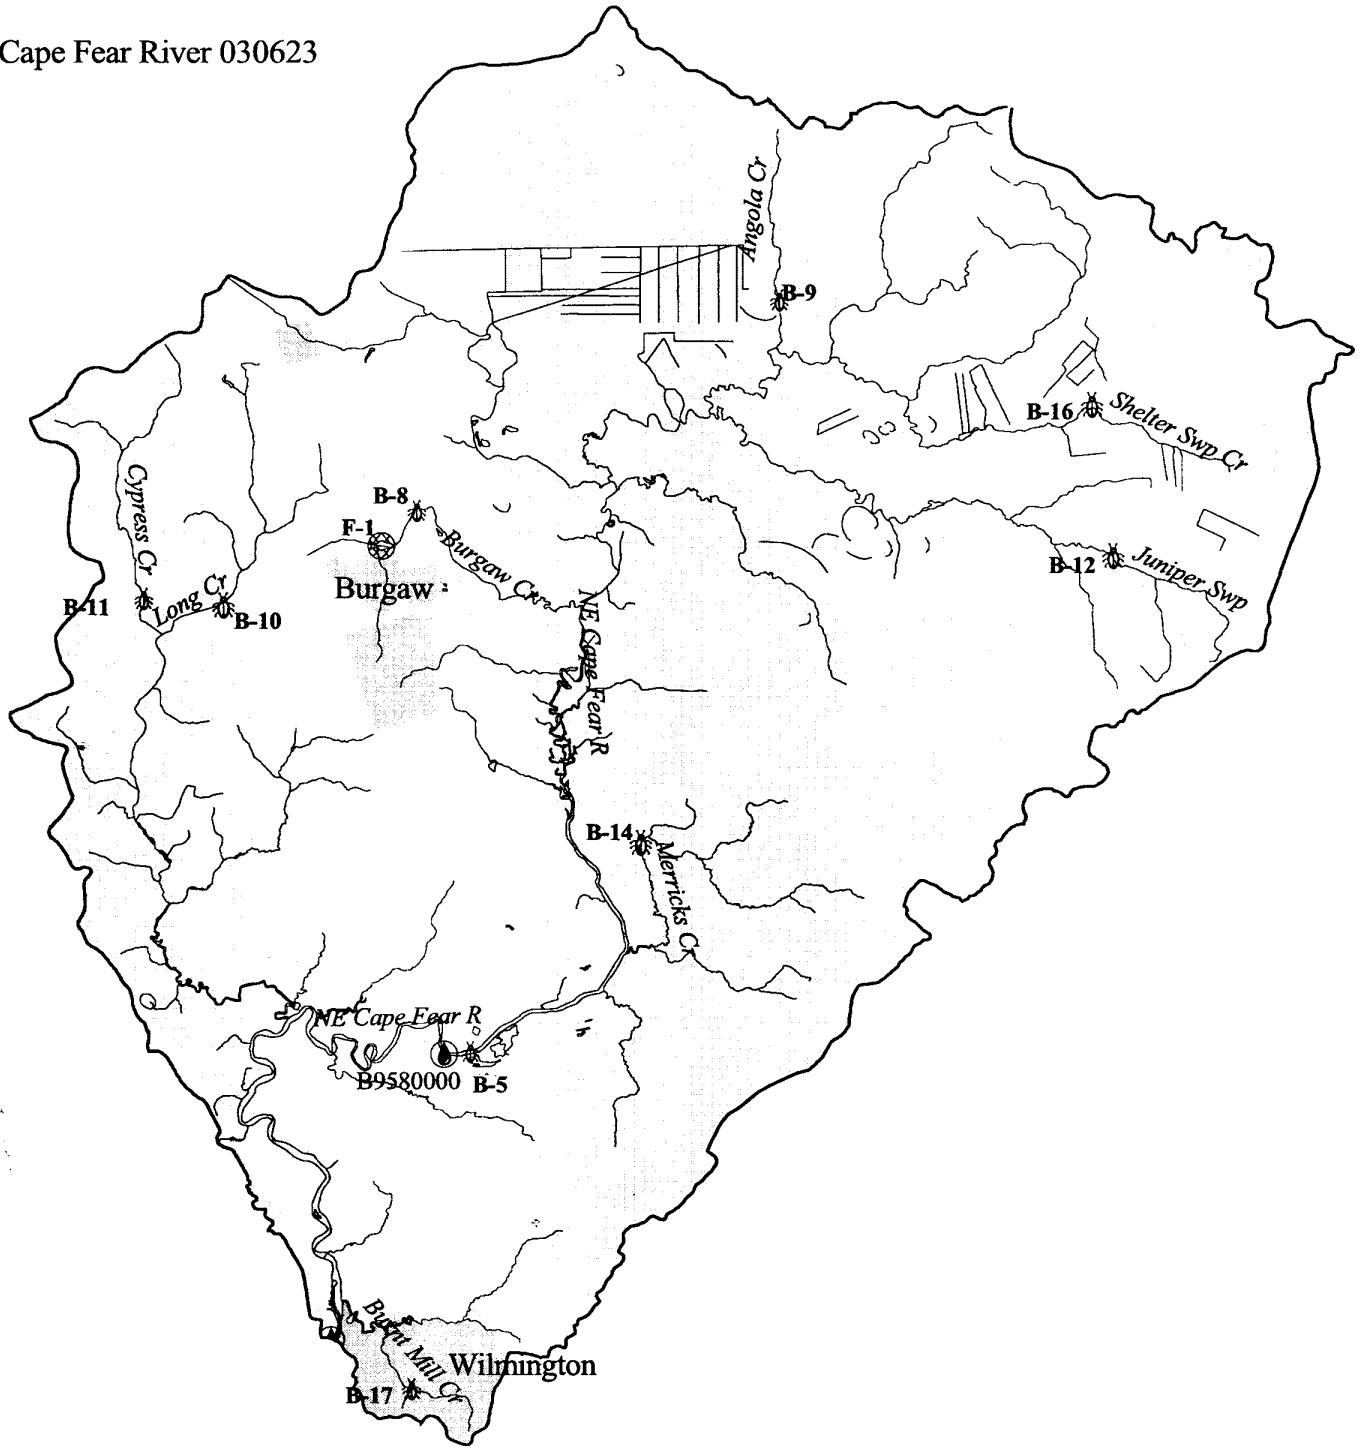 Cape Fear River 030623
Angola Cr
B-9
B-16
Shelter Swp Cr
Cypress Cr
B-8
F-1
Burgaw Cr
B-12
Juniper Swp
Burgaw
B-11
Long Cr
B-10
NE Cape Fear R
B-14
Merricks Cr
NE Cape Fear R
B9580000
B-5
Burnt Mill Cr
Wilmington
B-17